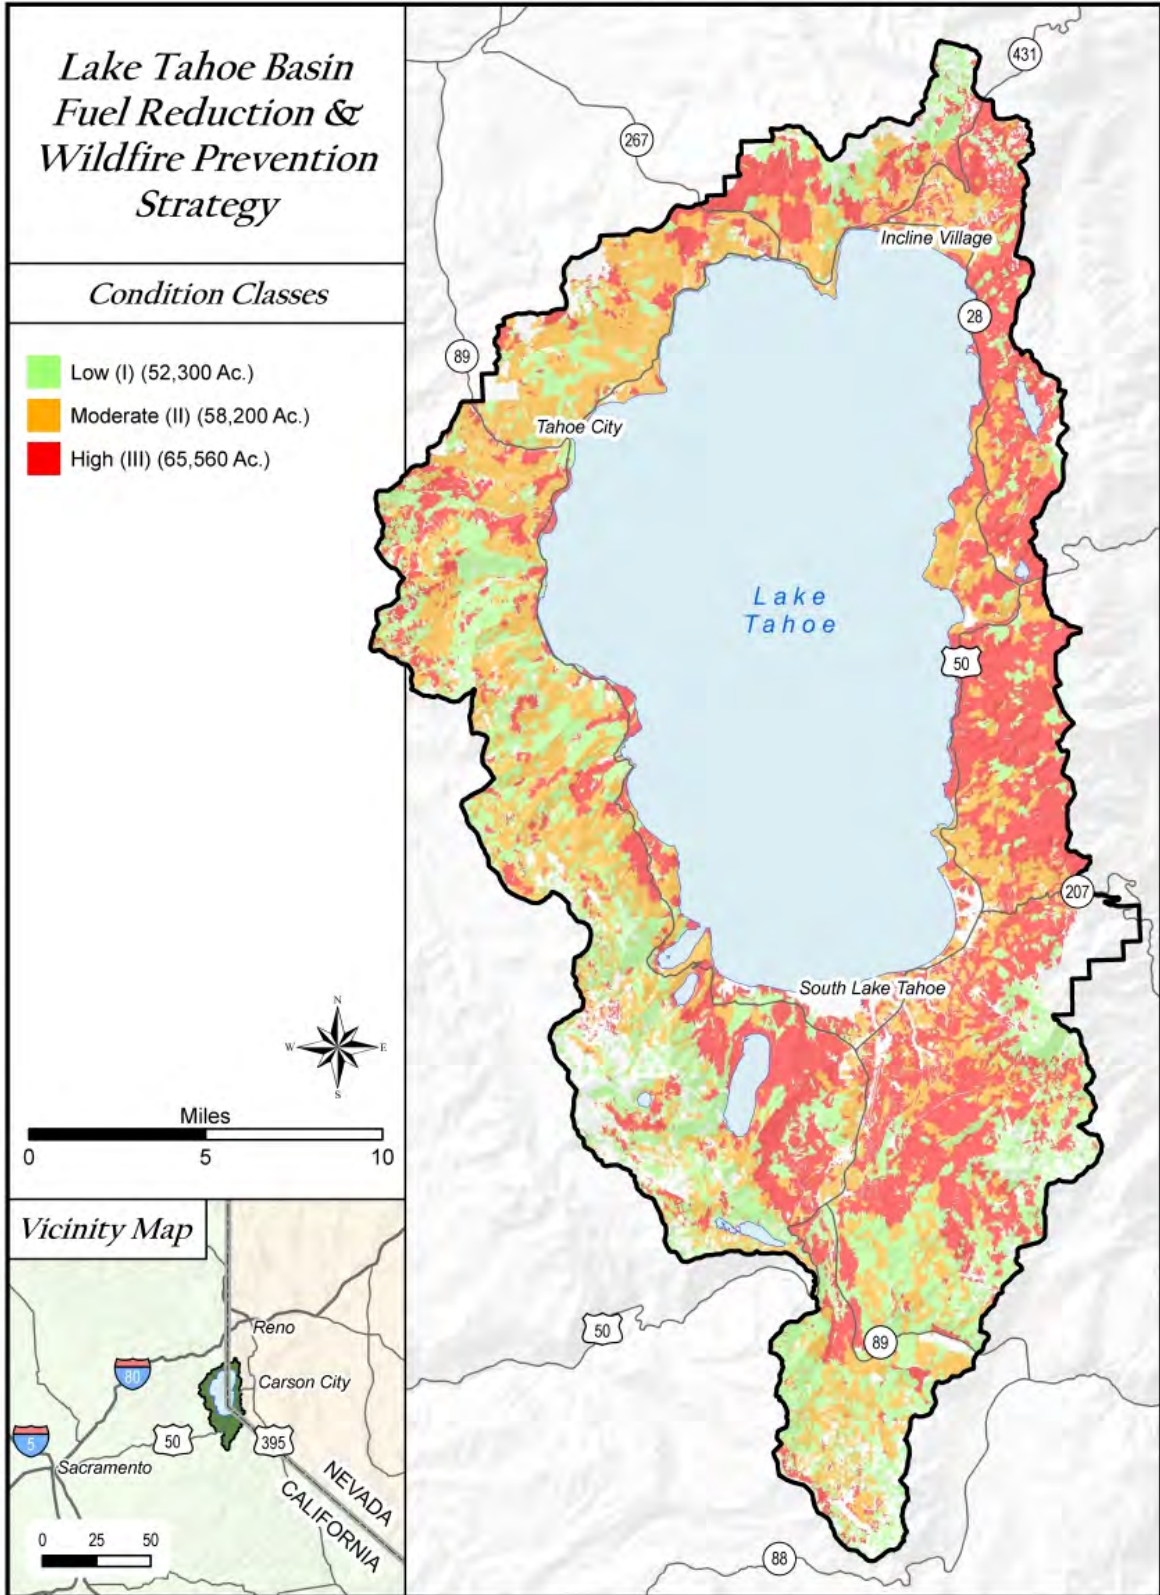 Lake Tahoe Basin
Fuel Reduction &
Wildfire Prevention
Strategy
Condition Classes
Low (I) (52,300 Ac.)
Moderate (II) (58,200 Ac.)
High (III) (65,560 Ac.)
N
W E
S
Miles
0 5 10
Vicinity Map
Reno
80
Carson City
50
395
5
Sacramento
NEVADA
CALIFORNIA
0 25 50
431
267
Incline Village
28
89
Tahoe City
Lake
Tahoe
50
207
South Lake Tahoe
50
89
88